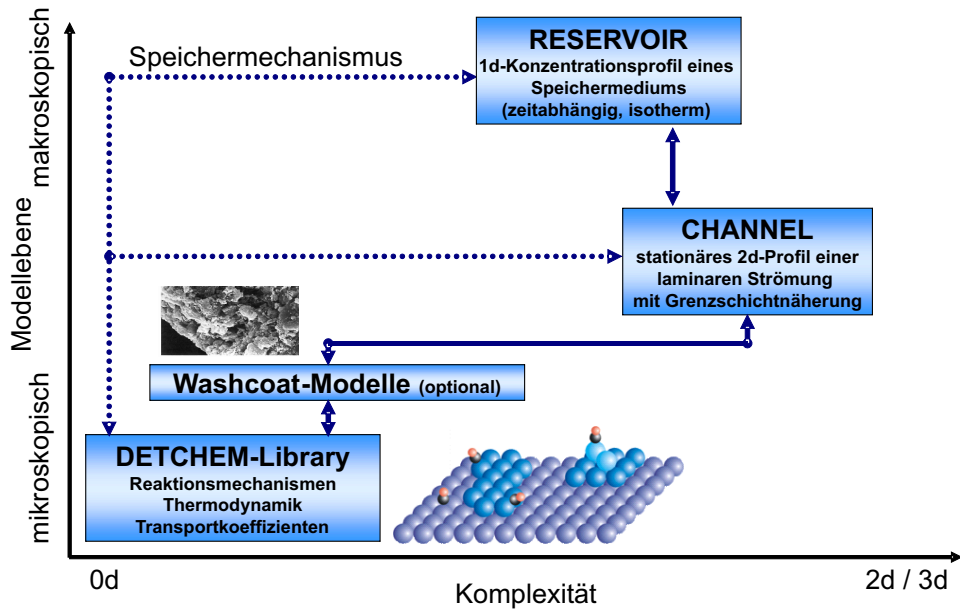 makroskopisch
Modellebene
mikroskopisch
Speichermechanismus
RESERVOIR
1d-Konzentrationsprofil eines
Speichermediums
(zeitabhängig, isotherm)
CHANNEL
stationäres 2d-Profil einer
laminaren Strömung
mit Grenzschichtnäherung
Washcoat-Modelle (optional)
DETCHEM-Library
Reaktionsmechanismen
Thermodynamik
Transportkoeffizienten
0d
Komplexität
2d / 3d